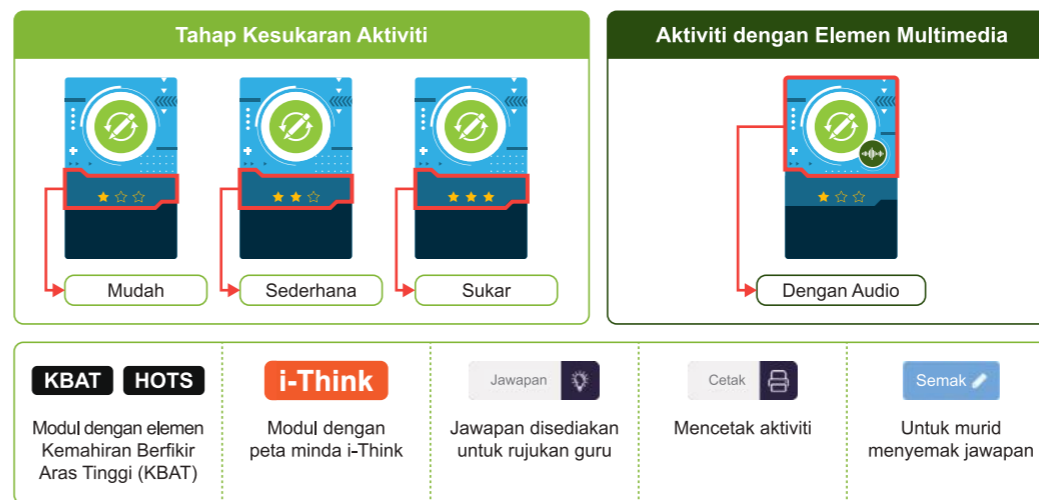 Tahap Kesukaran Aktiviti
Aktiviti dengan Elemen Multimedia
Mudah
Sederhana
Sukar
Dengan Audio
KBAT HOTS
Modul dengan elemen
Kemahiran Berfikir
Aras Tinggi (KBAT)
i-Think
Modul dengan
peta minda i-Think
Jawapan
Jawapan disediakan
untuk rujukan guru
Cetak
Mencetak aktiviti
Semak
Untuk murid
menyemak jawapan